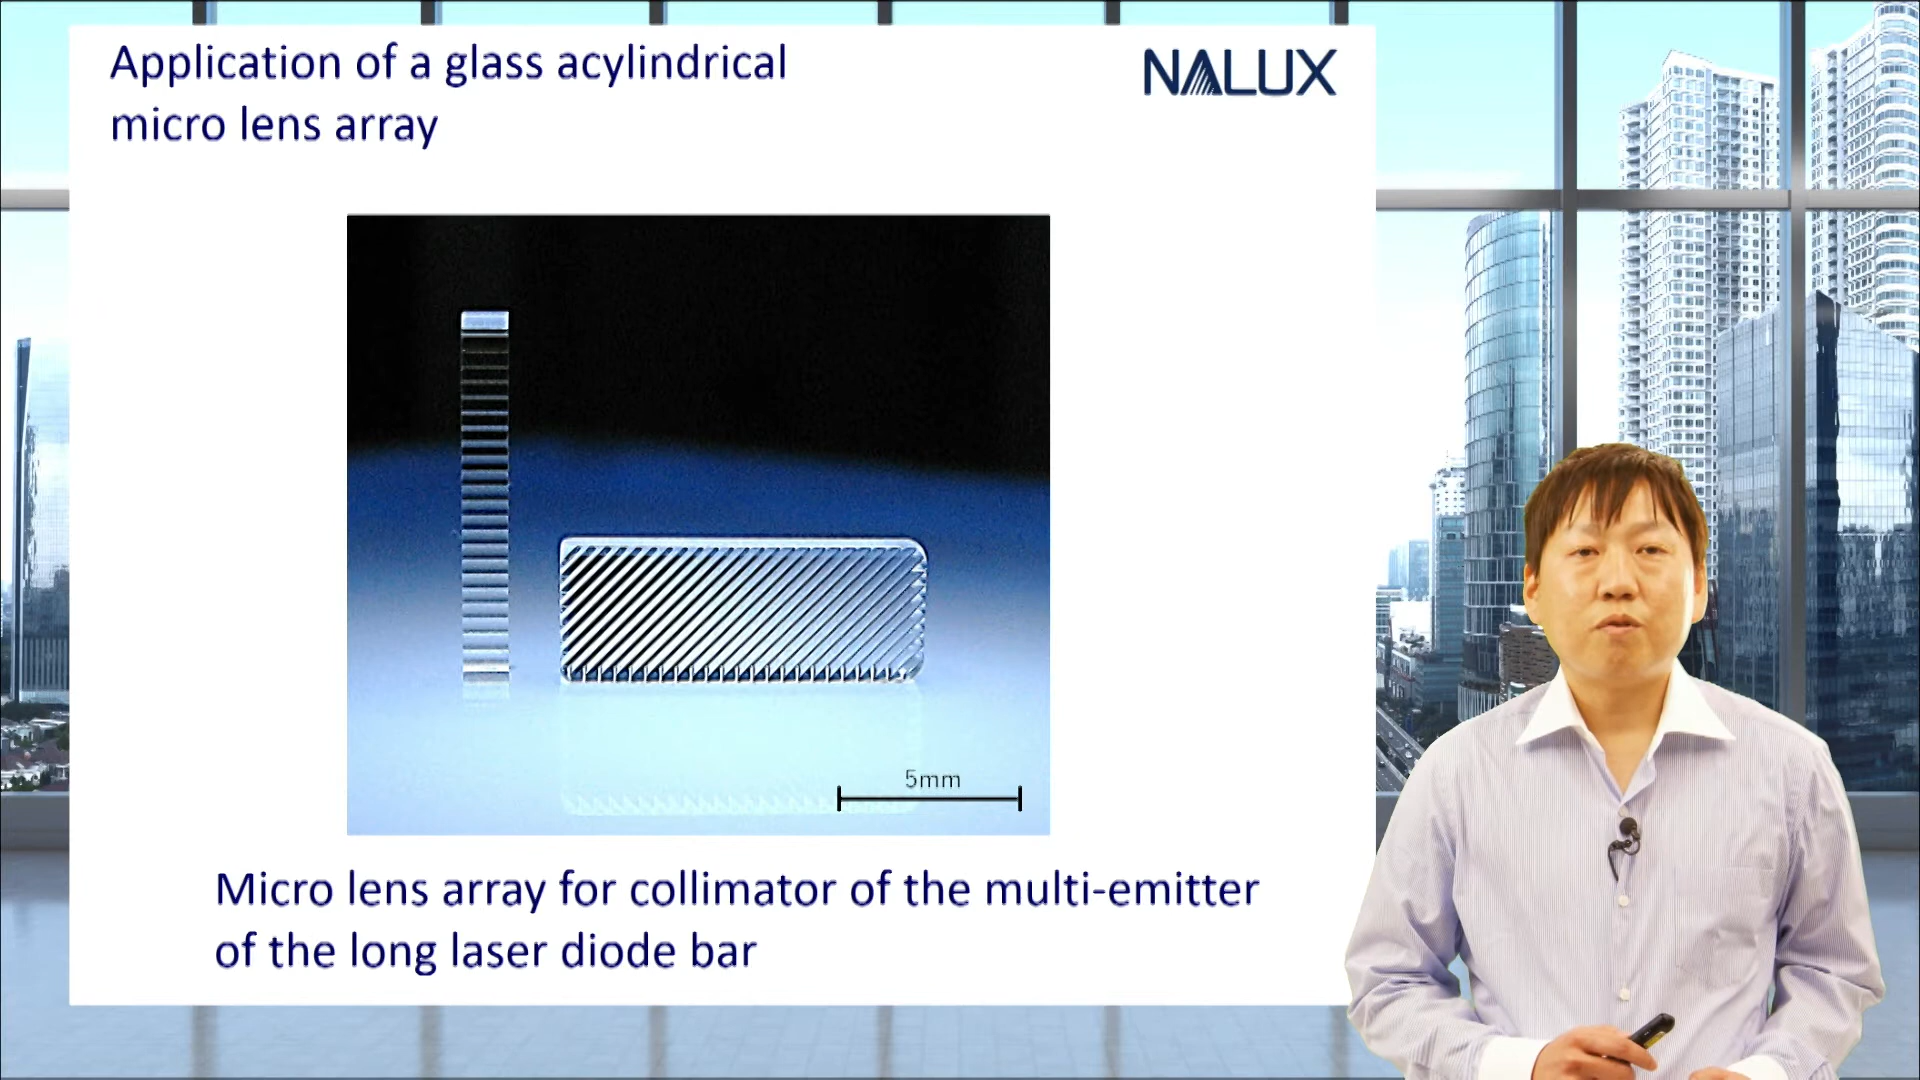 Application of a glass acylindrical
micro lens array
NALUX
5mm
Micro lens array for collimator of the multi-emitter
of the long laser diode bar